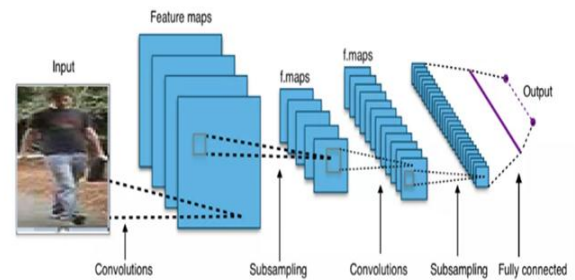 Feature maps
Input
f.maps
f.maps
Output
Convolutions
Subsampling
Convolutions
Subsampling
Fully connected